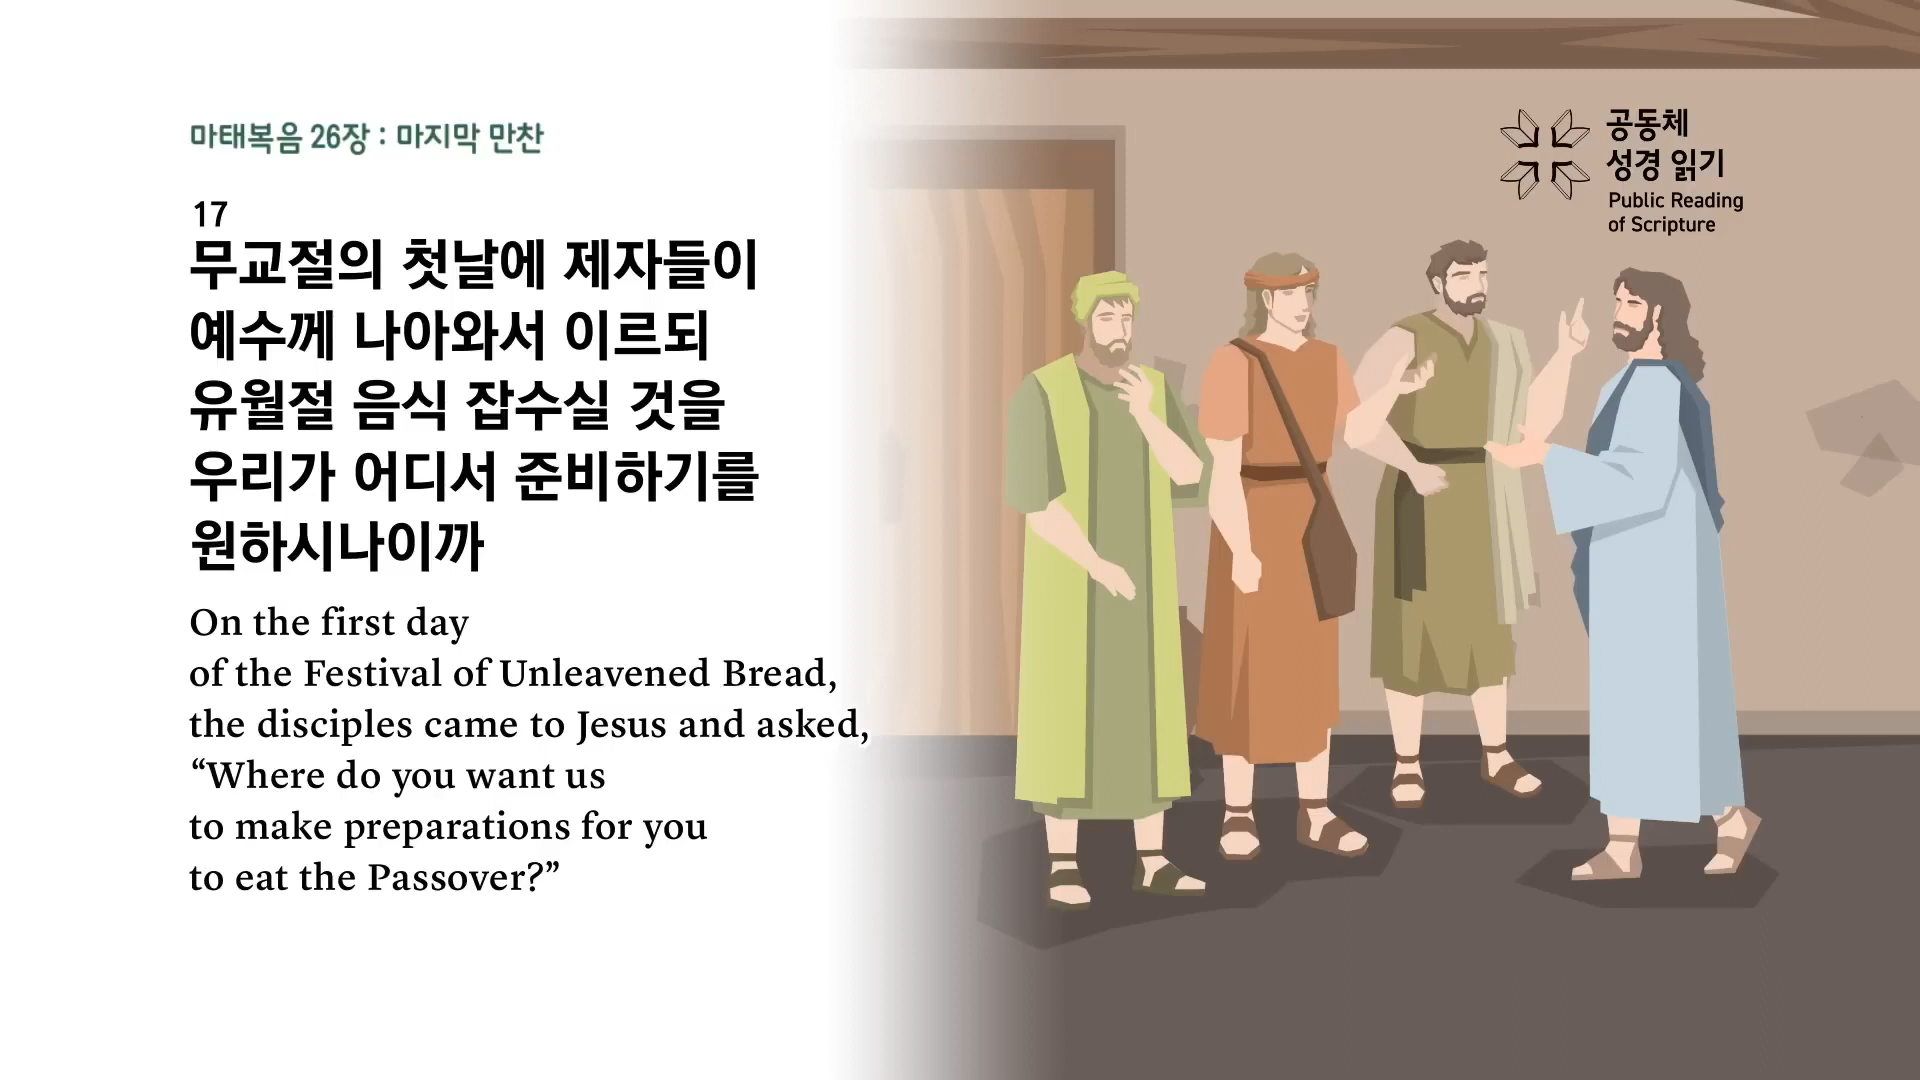 마태복음 26장 : 마지막 만찬
17
무교절의 첫날에 제자들이
예수께 나아와서 이르되
유월절 음식 잡수실 것을
우리가 어디서 준비하기를
원하시나이까
On the first day
of the Festival of Unleavened Bread,
the disciples came to Jesus and asked,
“Where do you want us
to make preparations for you
to eat the Passover?”
공동체
성경 읽기
Public Reading
of Scripture